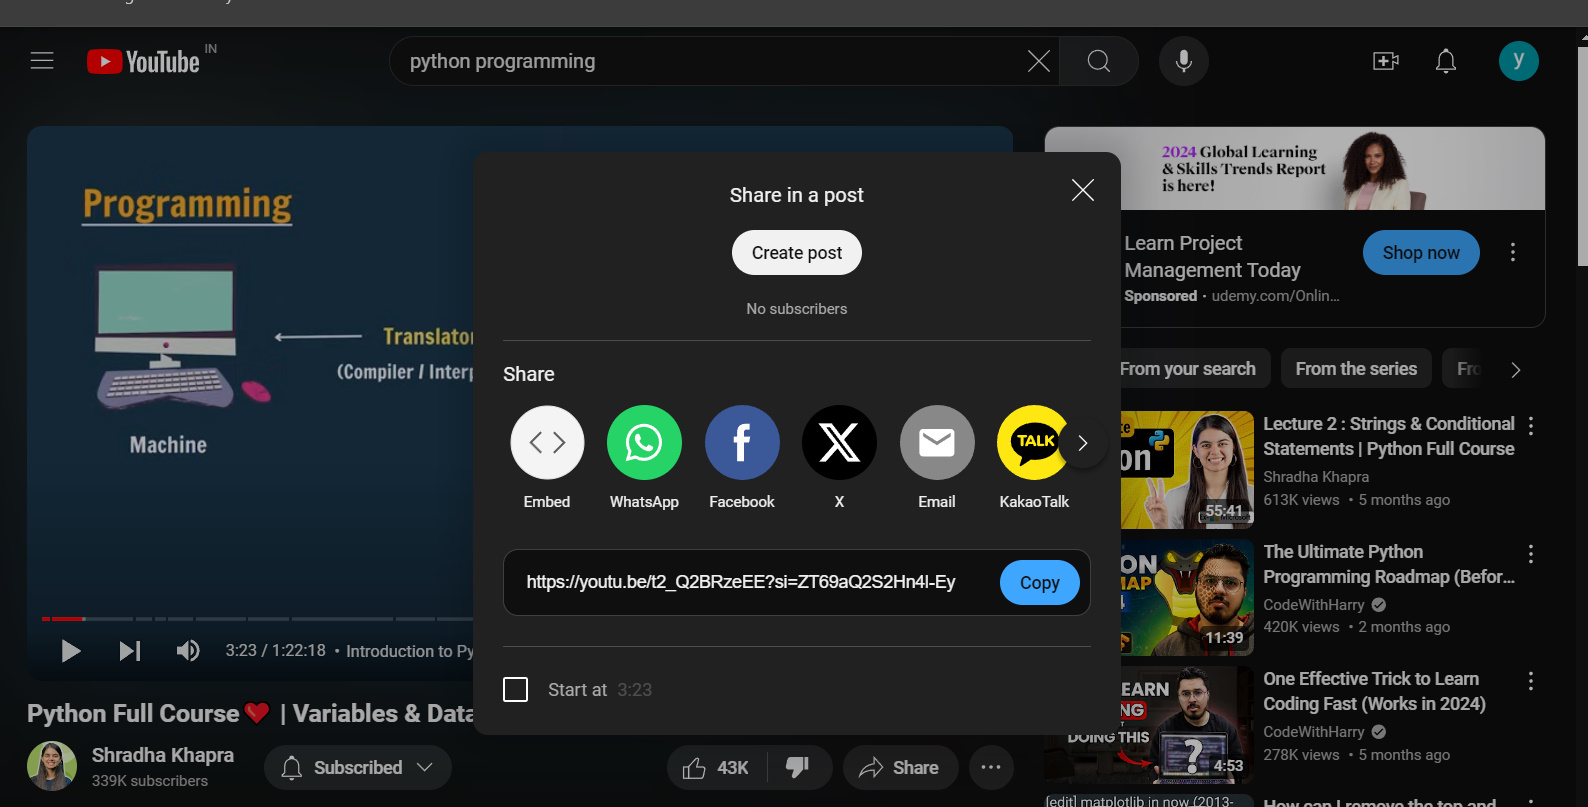 YouTube IN
python programming
y
Programming
Translator
(Compiler / Interp
Machine
3:23 / 1:22:18 • Introduction to Py
Python Full Course❤️ | Variables & Data
Shradha Khapra
339K subscribers
Subscribed
43K
Share
Share in a post
Create post
No subscribers
Share
Embed
WhatsApp
Facebook
X
Email
TALK
KakaoTalk
https://youtu.be/t2_Q2BRzeEE?si=ZT69aQ2S2Hn4l-Ey
Copy
Start at 3:23
2024 Global Learning
& Skills Trends Report
is here!
Learn Project
Management Today
Sponsored · udemy.com/Onlin...
Shop now
From your search
From the series
Fro
on
55:41
Lecture 2 : Strings & Conditional
Statements | Python Full Course
Shradha Khapra
613K views • 5 months ago
ON
MAP
11:39
The Ultimate Python
Programming Roadmap (Befor...
CodeWithHarry
420K views • 2 months ago
EARN
NG
DOING THIS
?
4:53
One Effective Trick to Learn
Coding Fast (Works in 2024)
CodeWithHarry
278K views • 5 months ago
[edit] matplotlib in now (2013-
How can I remove the top and